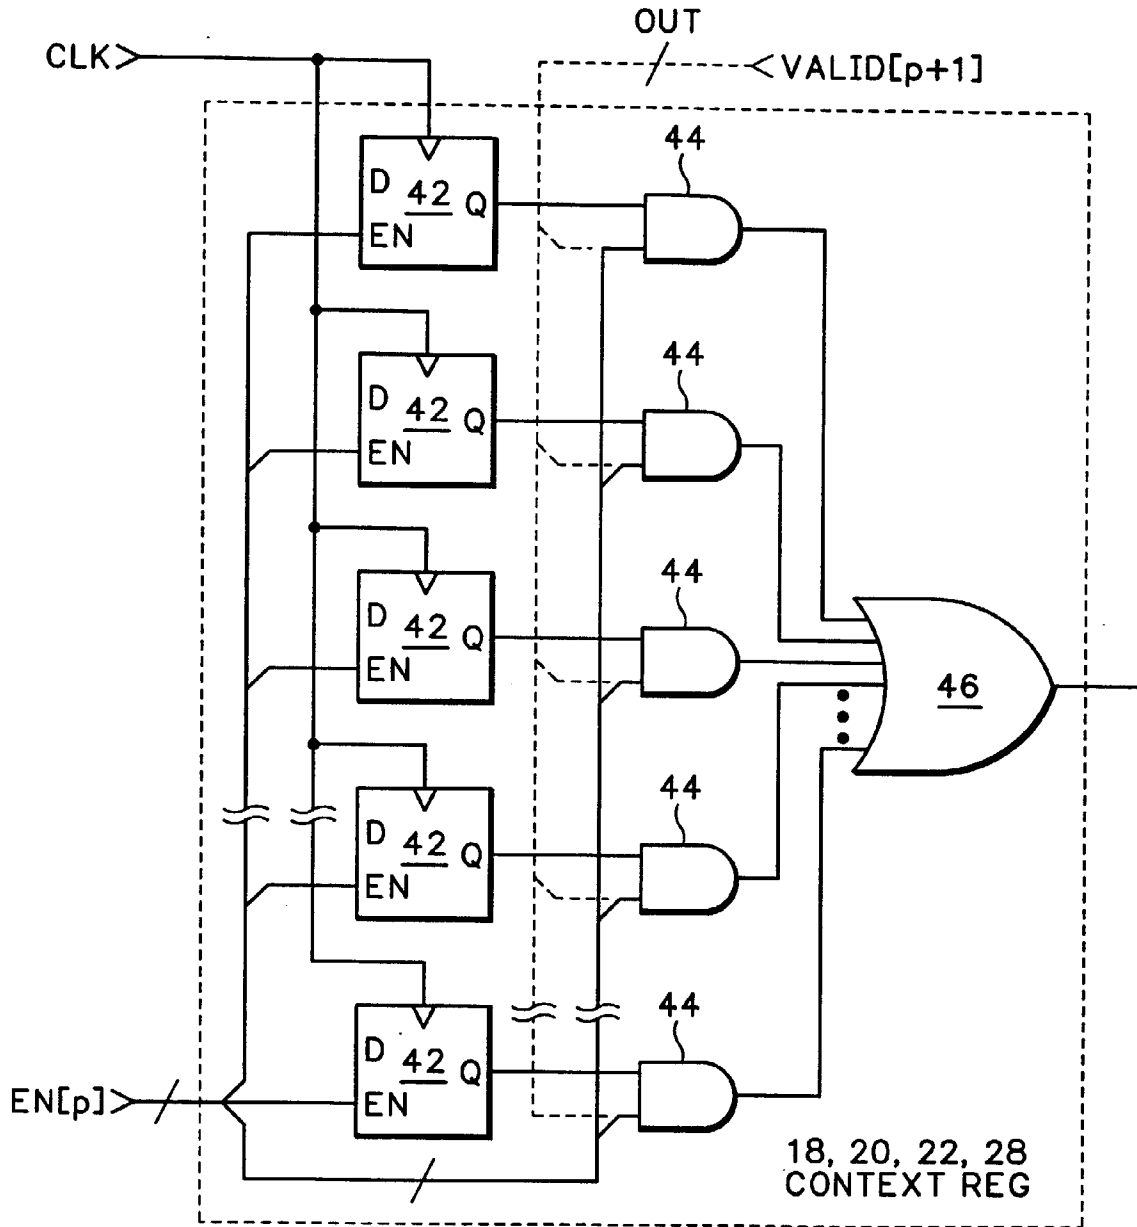 OUT
CLK
VALID[p+1]
44
D 42 Q
EN
44
D 42 Q
EN
44
D 42 Q
EN
46
44
D 42 Q
EN
44
D 42 Q
EN[p]
EN
18, 20, 22, 28
CONTEXT REG